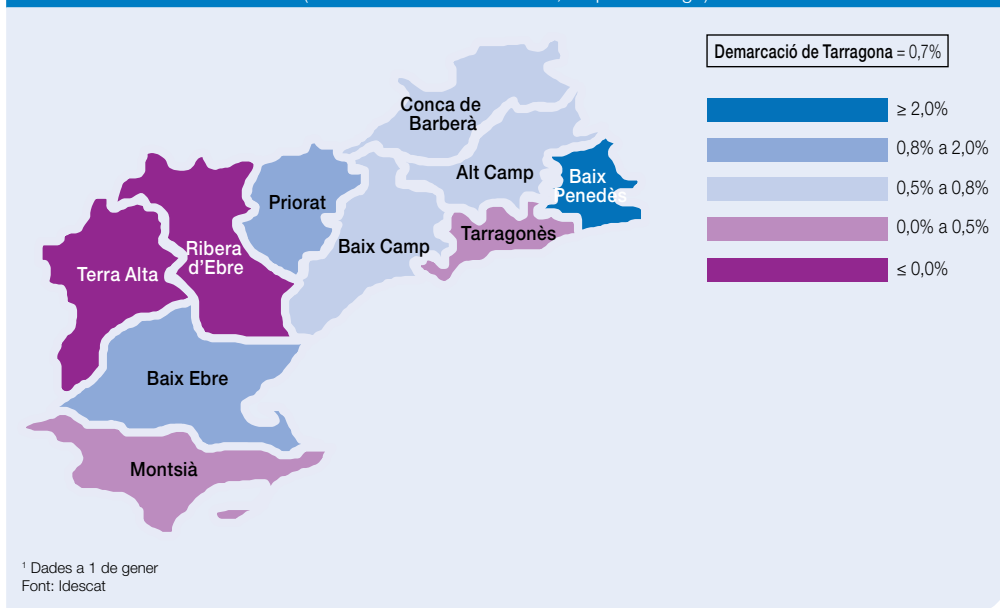 Demarcació de Tarragona = 0,7%
≥ 2,0%
0,8% a 2,0%
0,5% a 0,8%
0,0% a 0,5%
≤ 0,0%
Conca de
Barberà
Alt Camp
Baix
Penedès
Priorat
Tarragonès
Baix Camp
Ribera
d'Ebre
Terra Alta
Baix Ebre
Montsià
¹ Dades a 1 de gener
Font: Idescat